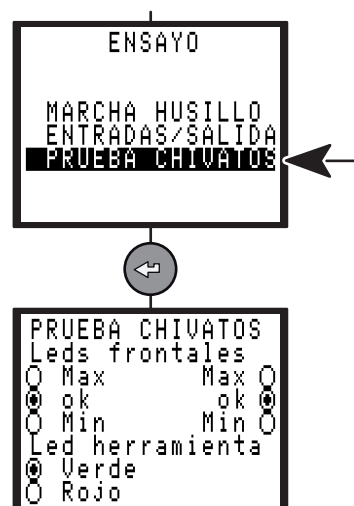 ENSAYO
MARCHA HUSILLO
ENTRADAS/SALIDA
PRUEBA CHIVATOS
PRUEBA CHIVATOS
Leds frontales
Max Max
ok ok
Min Min
Led herramienta
Verde
Rojo